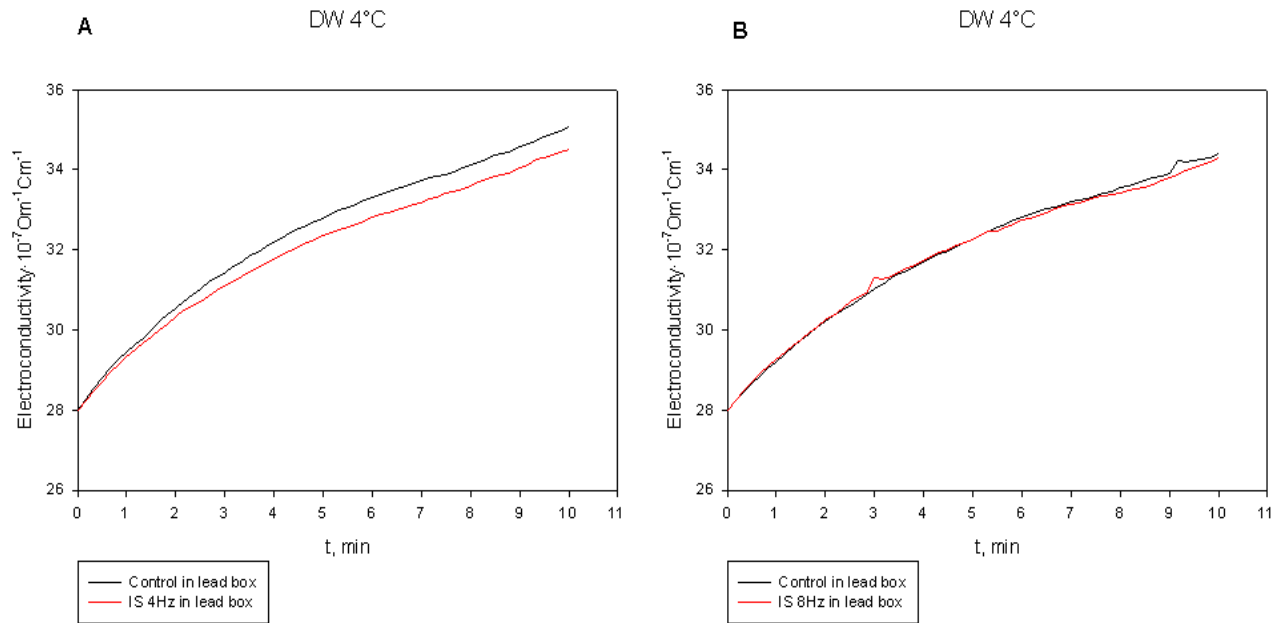 A
DW 4°C
36
34
32
30
28
26
Electroconductivity·10⁻⁷Om⁻¹Cm⁻¹
0 1 2 3 4 5 6 7 8 9 10 11
t, min
Control in lead box
IS 4Hz in lead box
B
DW 4°C
36
34
32
30
28
26
Electroconductivity·10⁻⁷Om⁻¹Cm⁻¹
0 1 2 3 4 5 6 7 8 9 10 11
t, min
Control in lead box
IS 8Hz in lead box